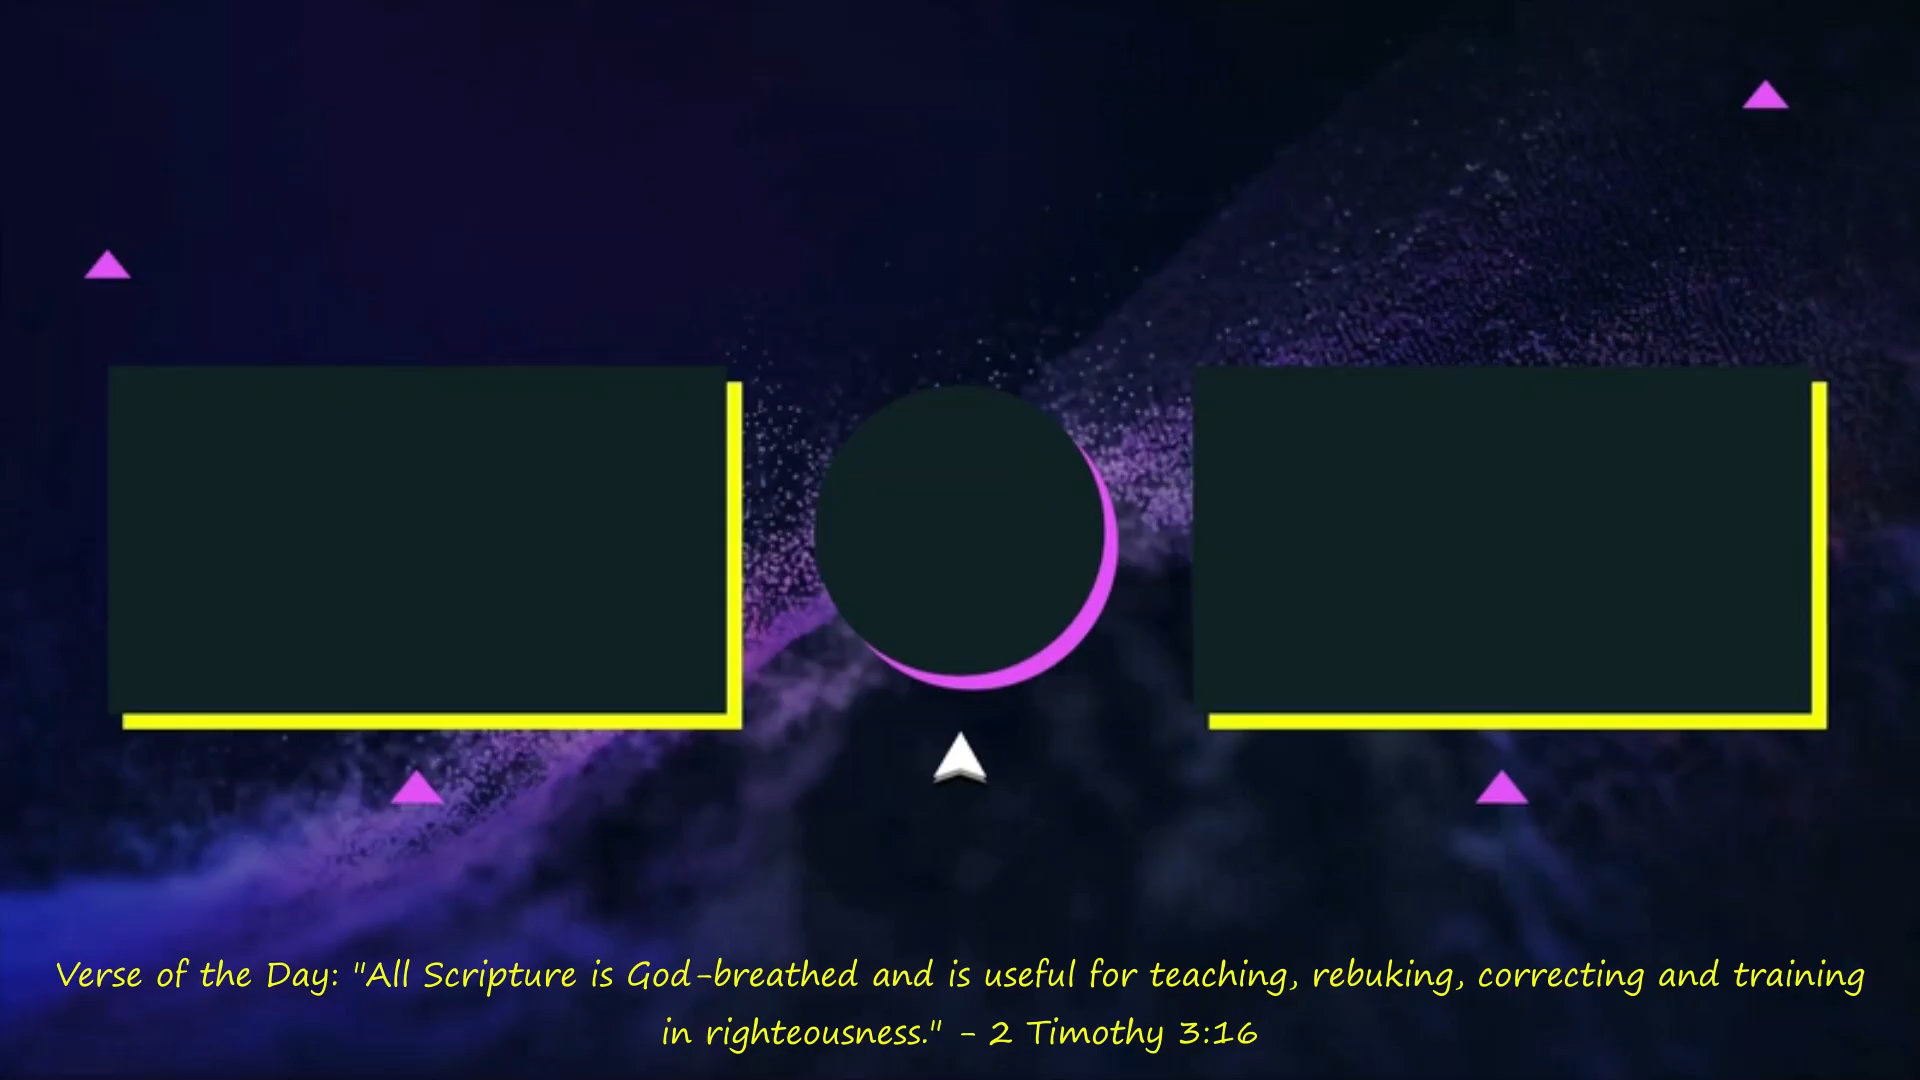 Verse of the Day: "All Scripture is God-breathed and is useful for teaching, rebuking, correcting and training
in righteousness." - 2 Timothy 3:16